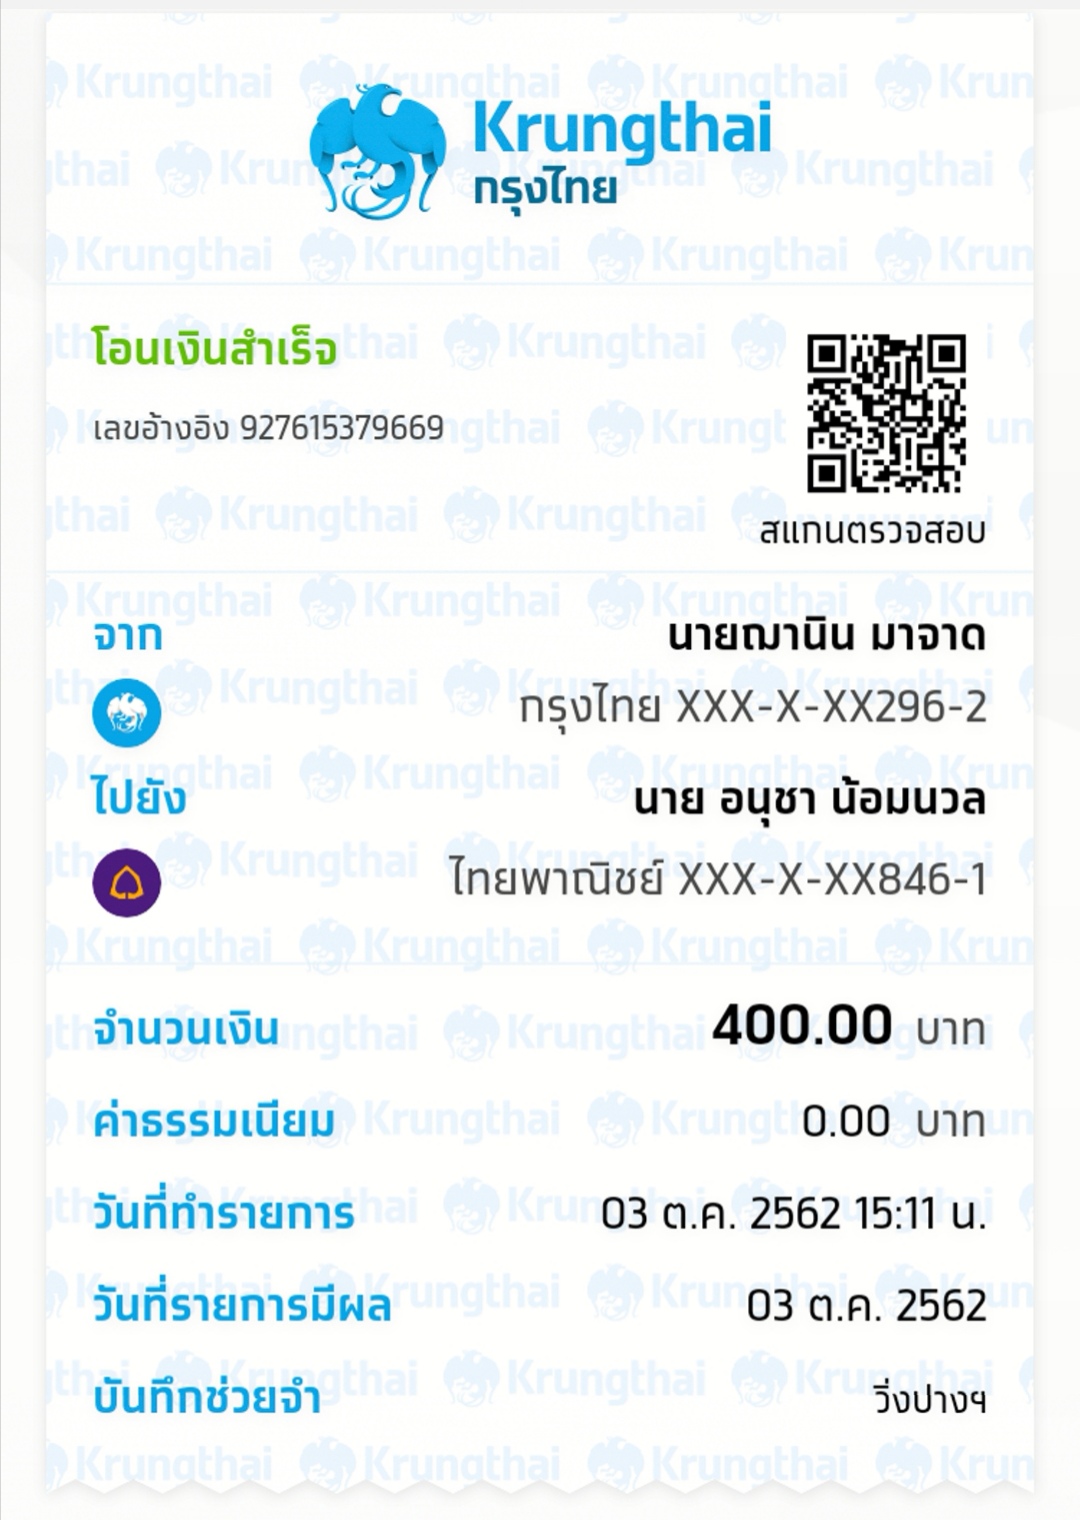 Krungthai
กรุงไทย
โอนเงินสำเร็จ
เลขอ้างอิง 927615379669
สแกนตรวจสอบ
จาก
นายฌานิน มาจาด
กรุงไทย XXX-X-XX296-2
ไปยัง
นาย อนุชา น้อมนวล
ไทยพาณิชย์ XXX-X-XX846-1
จำนวนเงิน 400.00 บาท
ค่าธรรมเนียม 0.00 บาท
วันที่ทำรายการ 03 ต.ค. 2562 15:11 น.
วันที่รายการมีผล 03 ต.ค. 2562
บันทึกช่วยจำ วิ่งปางฯ